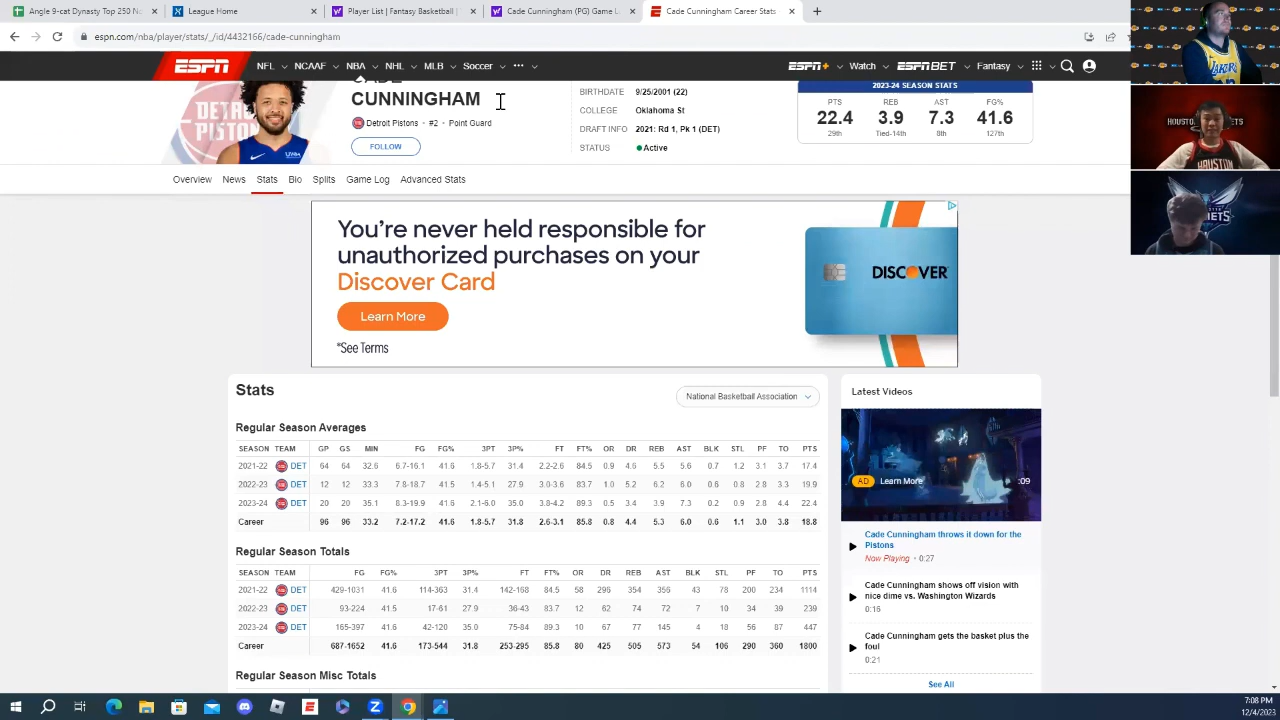 Angle 9-cat Dynasty Top 250 N
League Home
Player List | Fantasy Basketball
Cade Cunningham (PG) Game L
Cade Cunningham Career Stats
espn.com/nba/player/stats/_/id/4432166/cade-cunningham
ESPN NFL NCAAF NBA NHL MLB Soccer ESPN+ Watch ESPN BET Fantasy
CUNNINGHAM
Detroit Pistons • #2 • Point Guard
FOLLOW
BIRTHDATE 9/25/2001 (22)
COLLEGE Oklahoma St
DRAFT INFO 2021: Rd 1, Pk 1 (DET)
STATUS Active
2023-24 SEASON STATS
PTS REB AST FG%
22.4 3.9 7.3 41.6
29th Tied-14th 8th 127th
Overview News Stats Bio Splits Game Log Advanced Stats
You're never held responsible for
unauthorized purchases on your
Discover Card
Learn More
*See Terms
DISCOVER
Stats
National Basketball Association
Regular Season Averages
SEASON TEAM GP GS MIN FG FG% 3PT 3P% FT FT% OR DR REB AST BLK STL PF TO PTS
2021-22 DET 64 64 32.6 6.7-16.1 41.6 1.8-5.7 31.4 2.2-2.6 84.5 0.9 4.6 5.5 5.6 0.7 1.2 3.1 3.7 17.4
2022-23 DET 12 12 33.3 7.8-18.7 41.5 1.4-5.1 27.9 3.0-3.6 83.7 1.0 5.2 6.2 6.0 0.6 0.8 2.8 3.3 19.9
2023-24 DET 20 20 35.1 8.3-19.9 41.6 2.1-6.0 35.0 3.8-4.2 89.3 0.5 3.4 3.9 7.3 0.2 0.9 2.8 4.4 22.4
Career 96 96 33.2 7.2-17.2 41.6 1.8-5.7 31.8 2.6-3.1 85.8 0.8 4.4 5.3 6.0 0.6 1.1 3.0 3.8 18.8
Regular Season Totals
SEASON TEAM FG FG% 3PT 3P% FT FT% OR DR REB AST BLK STL PF TO PTS
2021-22 DET 429-1031 41.6 114-363 31.4 142-168 84.5 58 296 354 356 43 78 200 234 1114
2022-23 DET 93-224 41.5 17-61 27.9 36-43 83.7 12 62 74 72 7 10 34 39 239
2023-24 DET 165-397 41.6 42-120 35.0 75-84 89.3 10 67 77 145 4 18 56 87 447
Career 687-1652 41.6 173-544 31.8 253-295 85.8 80 425 505 573 54 106 290 360 1800
Regular Season Misc Totals
Latest Videos
AD Learn More :09
Cade Cunningham throws it down for the
Pistons
Now Playing • 0:27
Cade Cunningham shows off vision with
nice dime vs. Washington Wizards
0:16
Cade Cunningham gets the basket plus the
foul
0:21
See All
LAKERS
HOUSTON
7:08 PM
12/4/2023